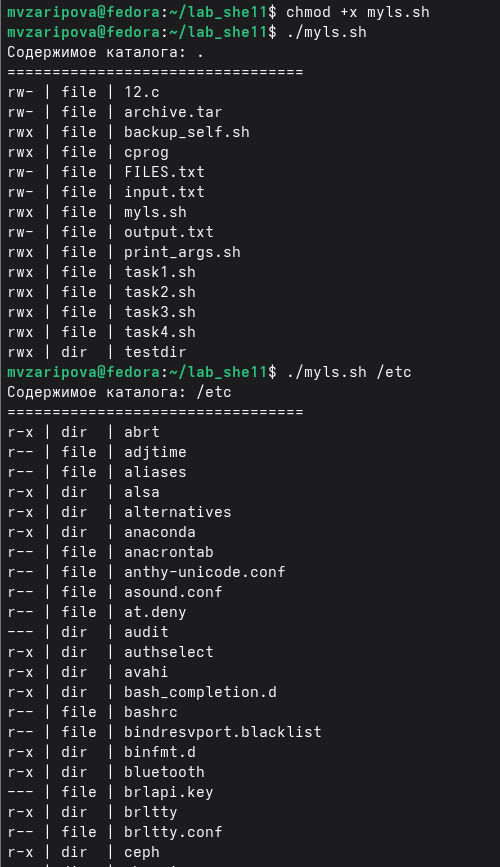 mvzaripova@fedora:~/lab_she11$ chmod +x myls.sh
mvzaripova@fedora:~/lab_she11$ ./myls.sh
Содержимое каталога: .
=================================
rw- | file | 12.c
rw- | file | archive.tar
rwx | file | backup_self.sh
rwx | file | cprog
rw- | file | FILES.txt
rw- | file | input.txt
rwx | file | myls.sh
rw- | file | output.txt
rwx | file | print_args.sh
rwx | file | task1.sh
rwx | file | task2.sh
rwx | file | task3.sh
rwx | file | task4.sh
rwx | dir  | testdir
mvzaripova@fedora:~/lab_she11$ ./myls.sh /etc
Содержимое каталога: /etc
=================================
r-x | dir  | abrt
r-- | file | adjtime
r-- | file | aliases
r-x | dir  | alsa
r-x | dir  | alternatives
r-x | dir  | anaconda
r-- | file | anacrontab
r-- | file | anthy-unicode.conf
r-- | file | asound.conf
r-- | file | at.deny
--- | dir  | audit
r-x | dir  | authselect
r-x | dir  | avahi
r-x | dir  | bash_completion.d
r-- | file | bashrc
r-- | file | bindresvport.blacklist
r-x | dir  | binfmt.d
r-x | dir  | bluetooth
--- | file | brlapi.key
r-x | dir  | brltty
r-- | file | brltty.conf
r-x | dir  | ceph